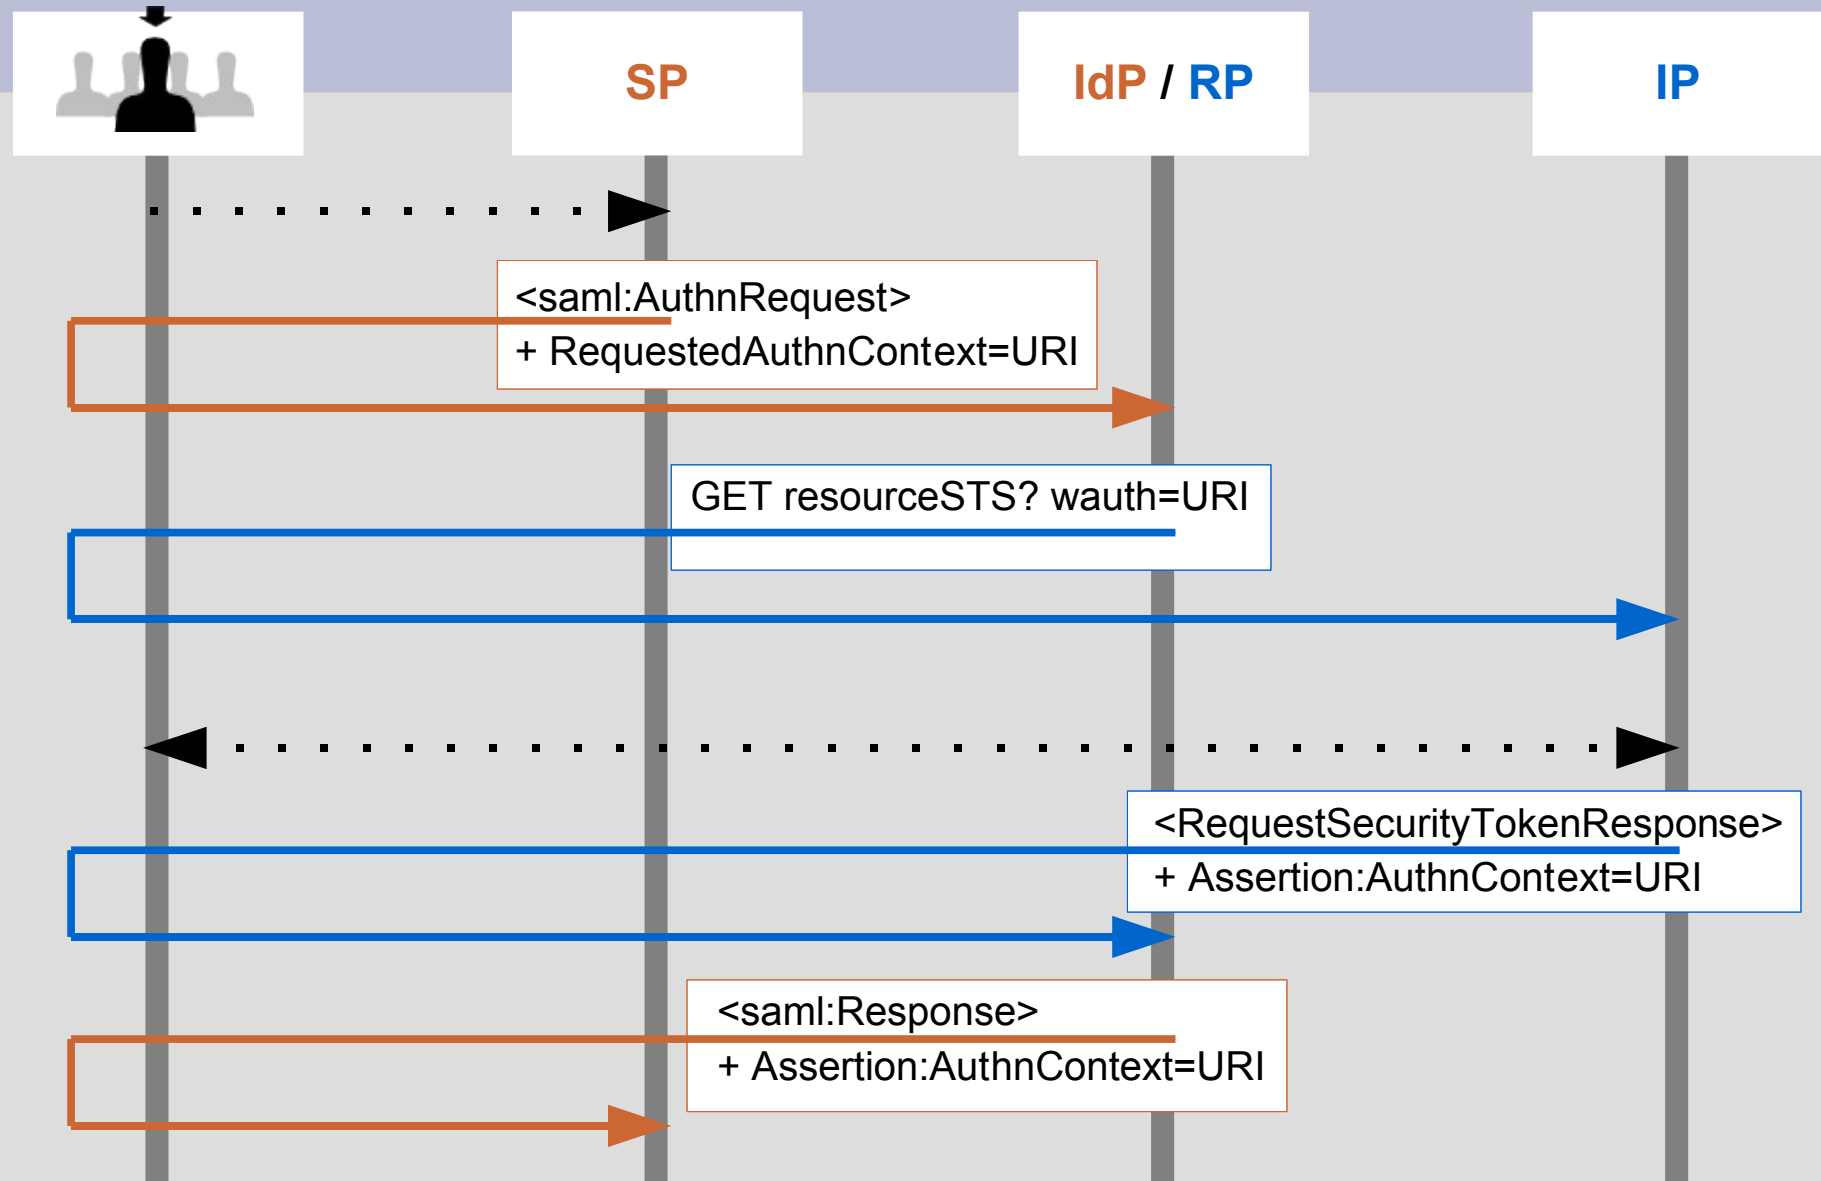 SP
IdP / RP
IP
<saml:AuthnRequest>
+ RequestedAuthnContext=URI
GET resourceSTS? wauth=URI
<RequestSecurityTokenResponse>
+ Assertion:AuthnContext=URI
<saml:Response>
+ Assertion:AuthnContext=URI